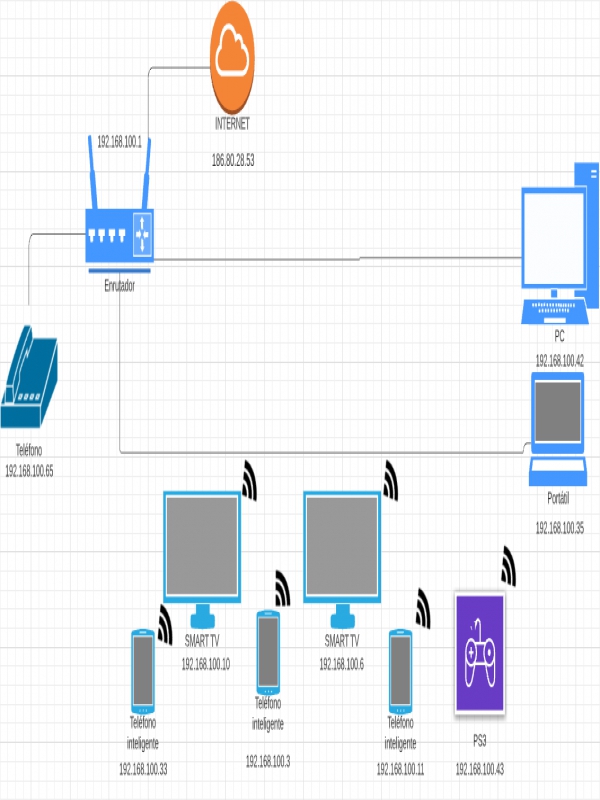 INTERNET
186.80.28.53
192.168.100.1
Enrutador
PC
192.168.100.42
Teléfono
192.168.100.65
Portátil
192.168.100.35
SMART TV
192.168.100.10
SMART TV
192.168.100.6
Teléfono
inteligente
192.168.100.33
Teléfono
inteligente
192.168.100.3
Teléfono
inteligente
192.168.100.11
PS3
192.168.100.43